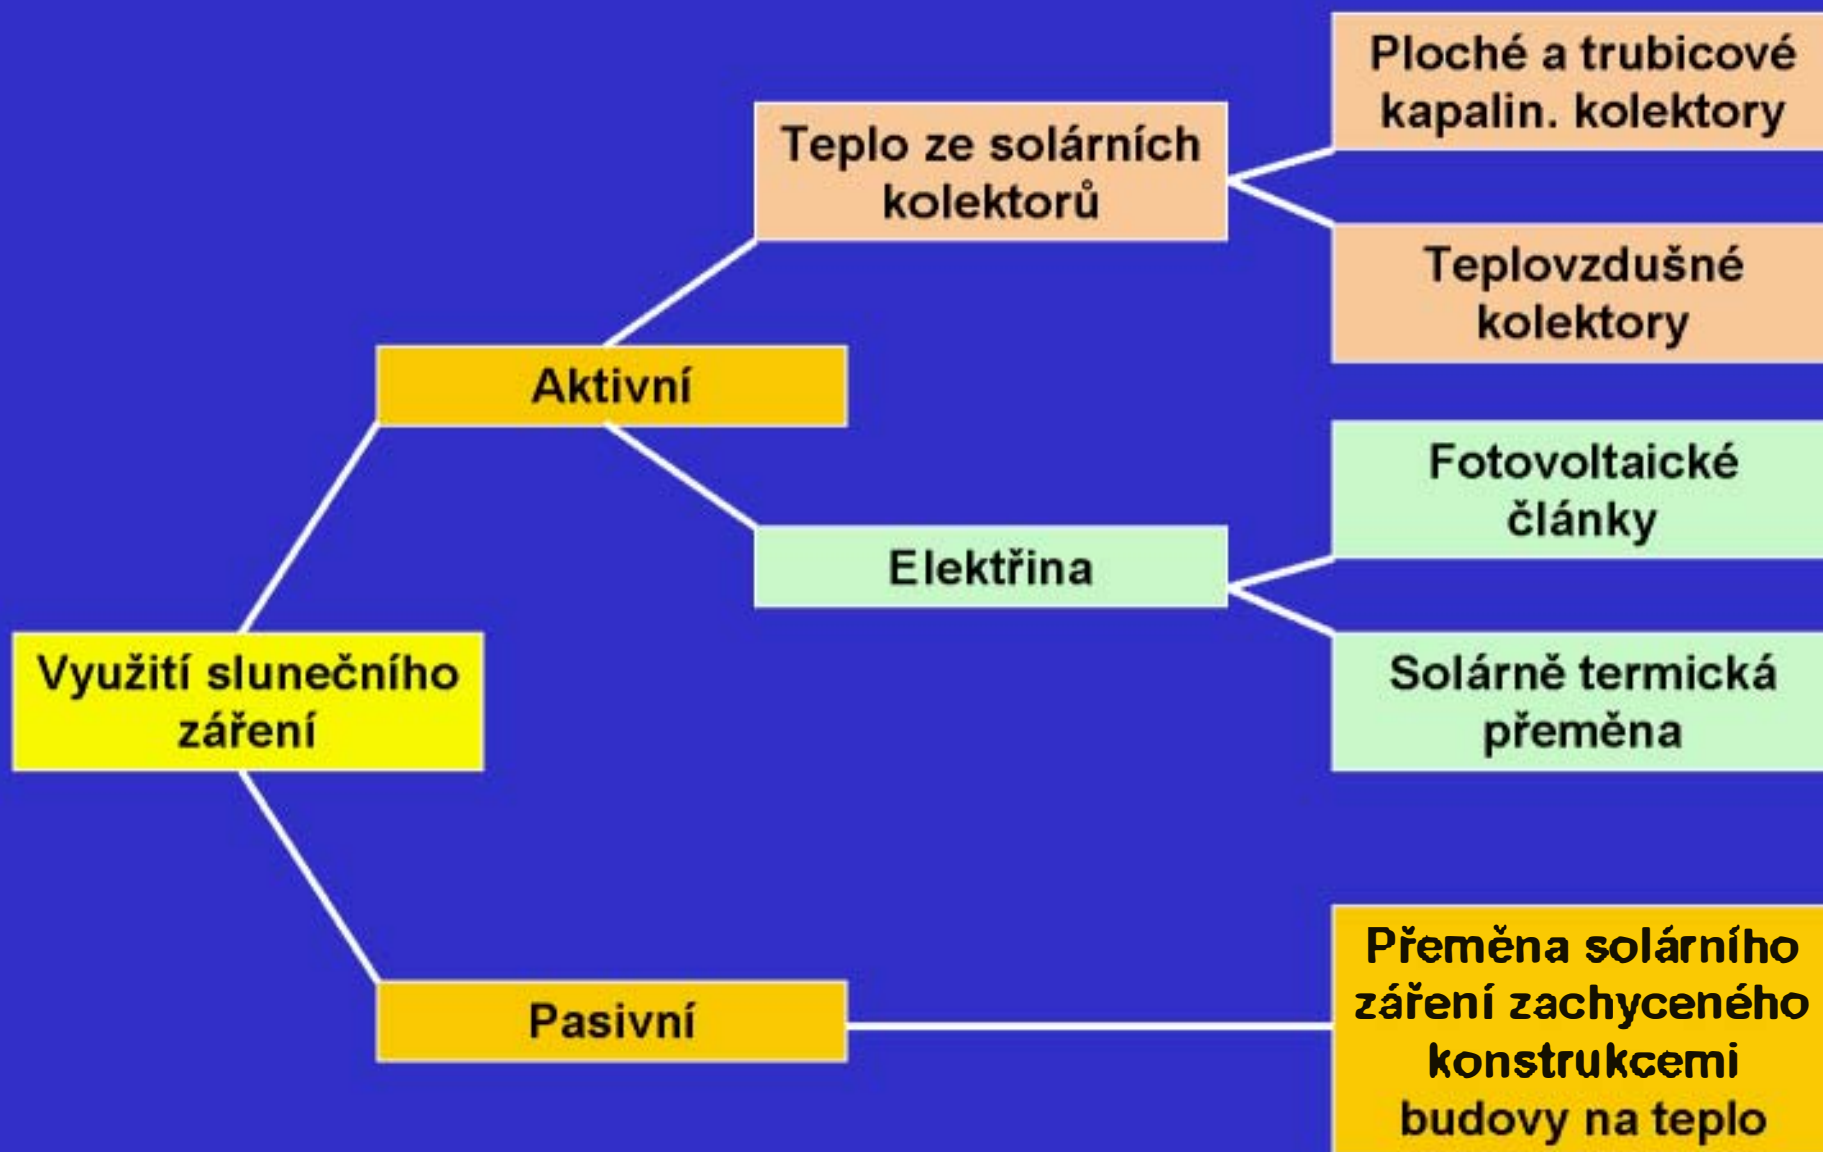 Ploché a trubicové
kapalin. kolektory
Teplo ze solárních
kolektorů
Teplovzdušné
kolektory
Aktivní
Fotovoltaické
články
Elektřina
Využití slunečního
záření
Solárně termická
přeměna
Přeměna solárního
záření zachyceného
konstrukcemi
budovy na teplo
Pasivní